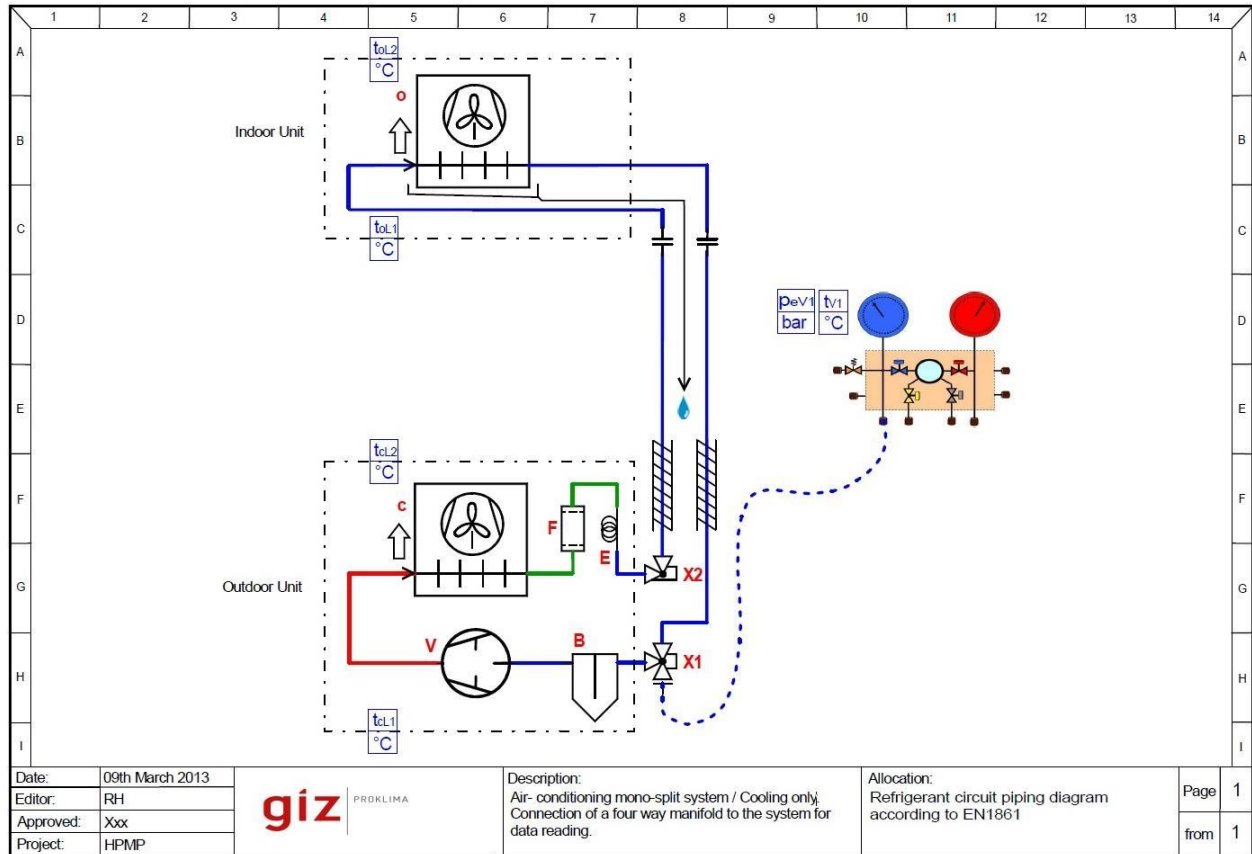 1 2 3 4 5 6 7 8 9 10 11 12 13 14
A
B
C
D
E
F
G
H
I
A
B
C
D
E
F
G
H
I
toL2
°C
o
Indoor Unit
toL1
°C
peV1 tV1
bar °C
tcL2
°C
c
F
E
X2
Outdoor Unit
V
B
X1
tcL1
°C
Date: 09th March 2013
Editor: RH
Approved: Xxx
Project: HPMP
giz PROKLIMA
Description:
Air- conditioning mono-split system / Cooling only.
Connection of a four way manifold to the system for
data reading.
Allocation:
Refrigerant circuit piping diagram
according to EN1861
Page 1
from 1